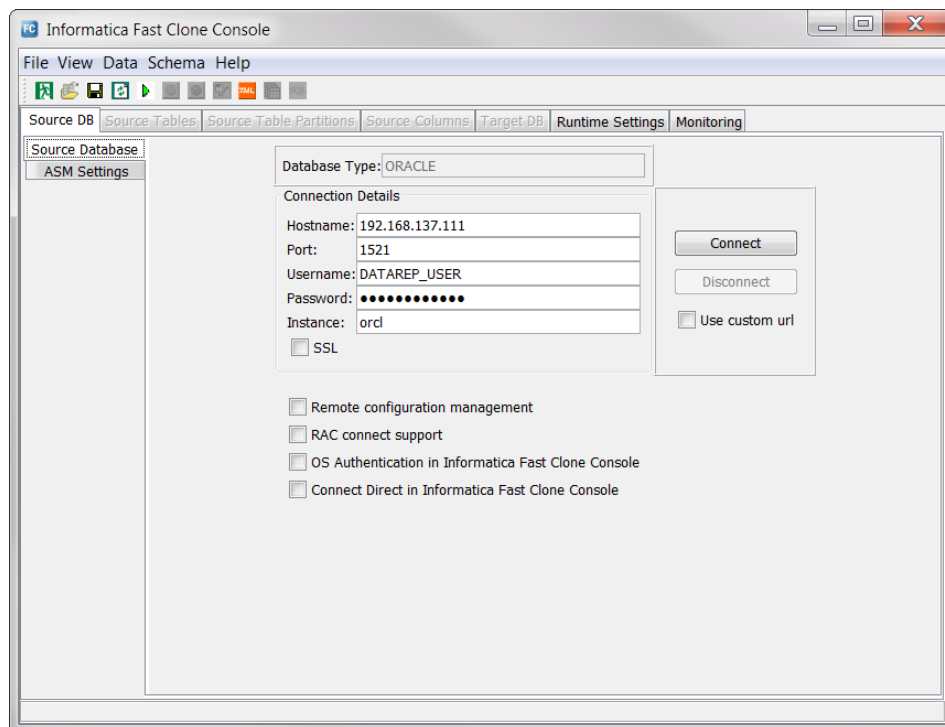 FC Informatica Fast Clone Console
File View Data Schema Help
XML
Source DB Source Tables Source Table Partitions Source Columns Target DB Runtime Settings Monitoring
Source Database
ASM Settings
Database Type: ORACLE
Connection Details
Hostname: 192.168.137.111
Port: 1521
Username: DATAREP_USER
Password: ●●●●●●●●●●●●
Instance: orcl
SSL
Connect
Disconnect
Use custom url
Remote configuration management
RAC connect support
OS Authentication in Informatica Fast Clone Console
Connect Direct in Informatica Fast Clone Console